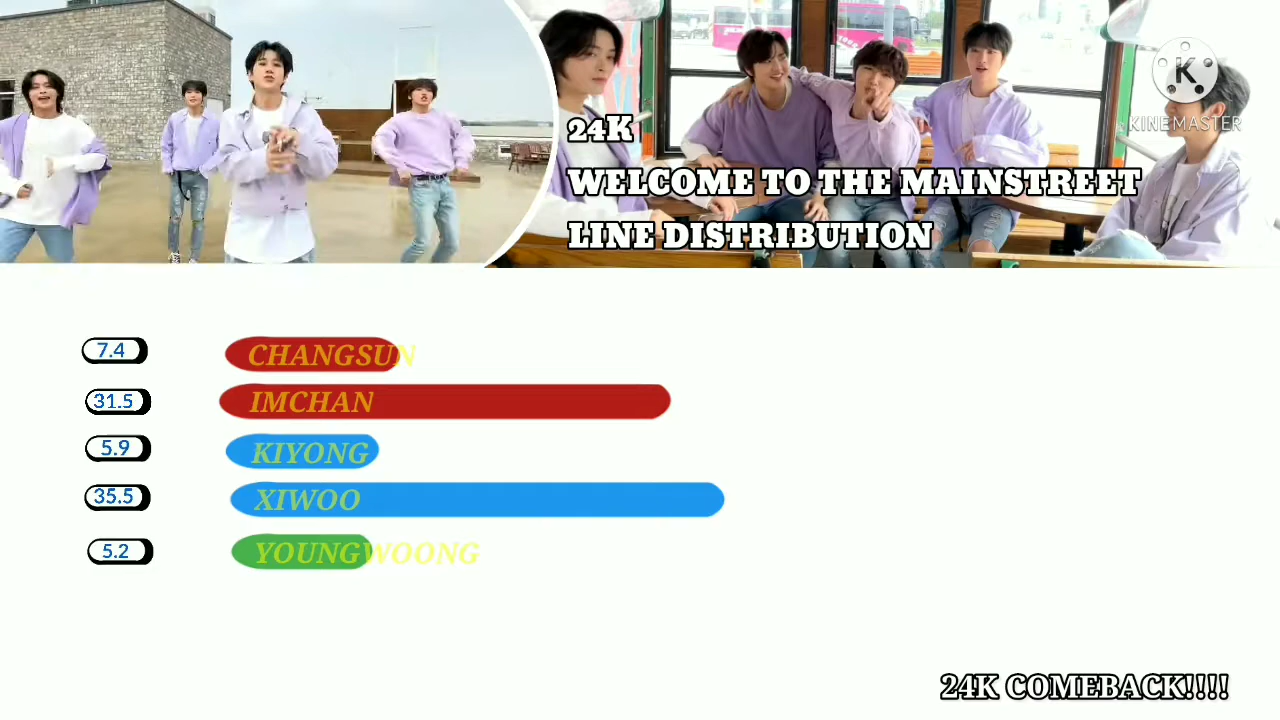 24K
WELCOME TO THE MAINSTREET
LINE DISTRIBUTION
K
KINEMASTER
7.4 CHANGSUN
31.5 IMCHAN
5.9 KIYONG
35.5 XIWOO
5.2 YOUNGWOONG
24K COMEBACK!!!!